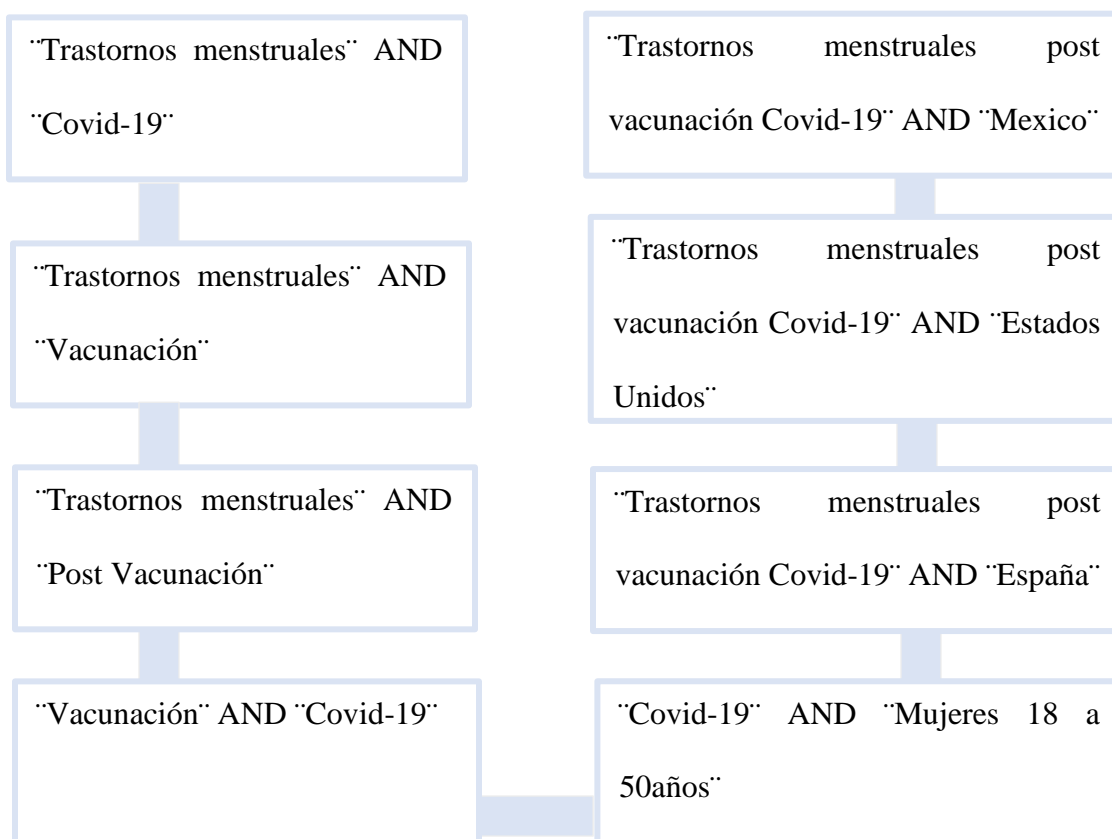 ¨Trastornos menstruales¨ AND
¨Covid-19¨
¨Trastornos menstruales¨ AND
¨Vacunación¨
¨Trastornos menstruales¨ AND
¨Post Vacunación¨
¨Vacunación¨ AND ¨Covid-19¨
¨Covid-19¨ AND ¨Mujeres 18 a
50años¨
¨Trastornos menstruales post
vacunación Covid-19¨ AND ¨España¨
¨Trastornos menstruales post
vacunación Covid-19¨ AND ¨Estados
Unidos¨
¨Trastornos menstruales post
vacunación Covid-19¨ AND ¨Mexico¨